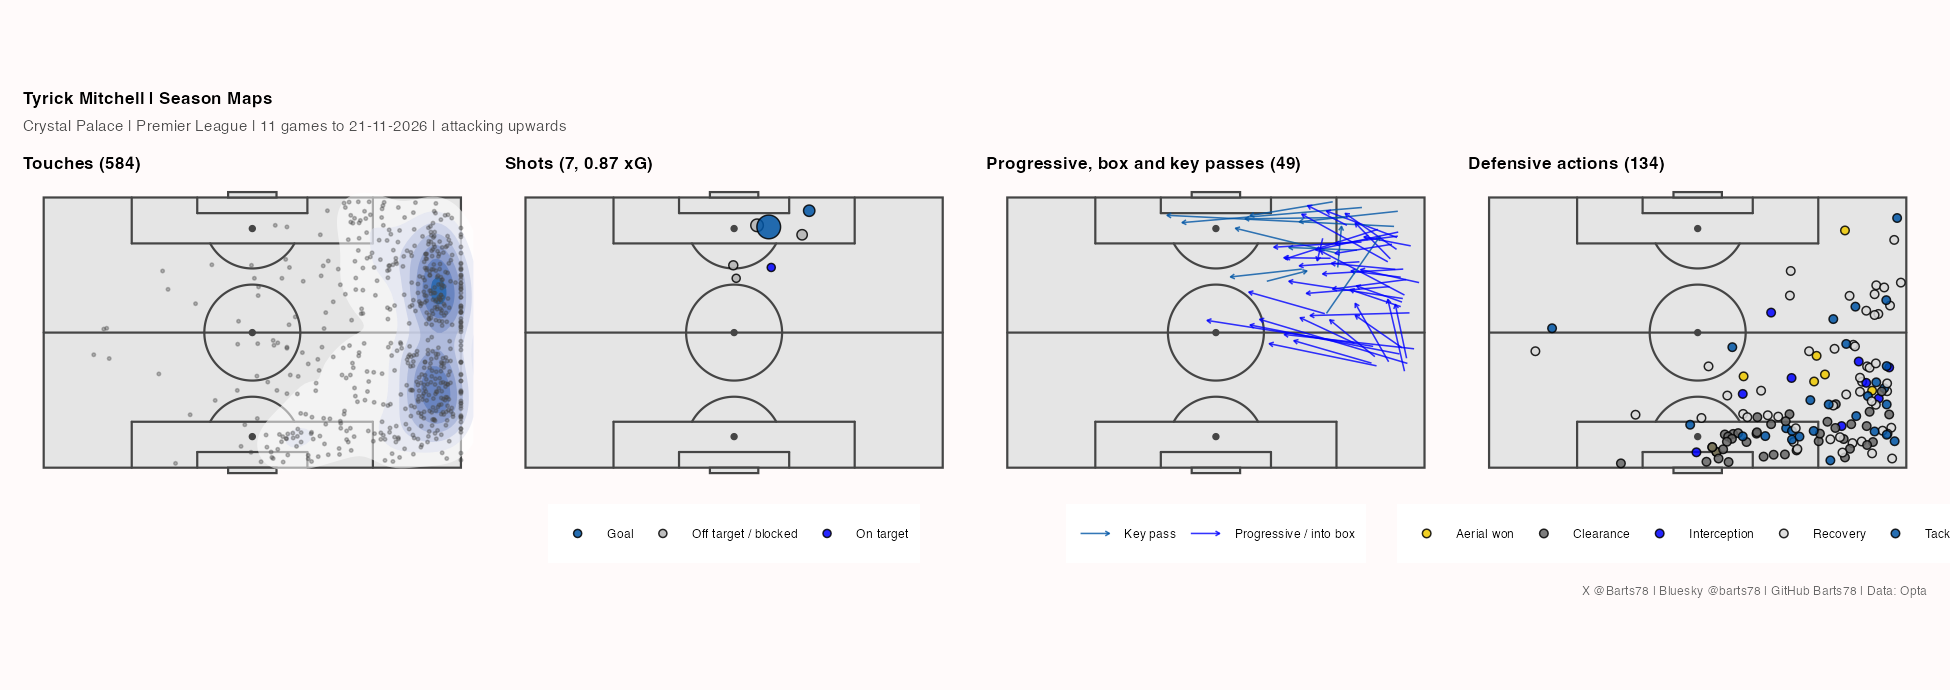 Tyrick Mitchell | Season Maps
Crystal Palace | Premier League | 11 games to 21-11-2026 | attacking upwards
Touches (584)
Shots (7, 0.87 xG)
Progressive, box and key passes (49)
Defensive actions (134)
Goal
Off target / blocked
On target
Key pass
Progressive / into box
Aerial won
Clearance
Interception
Recovery
Tack
X @Barts78 | Bluesky @barts78 | GitHub Barts78 | Data: Opta